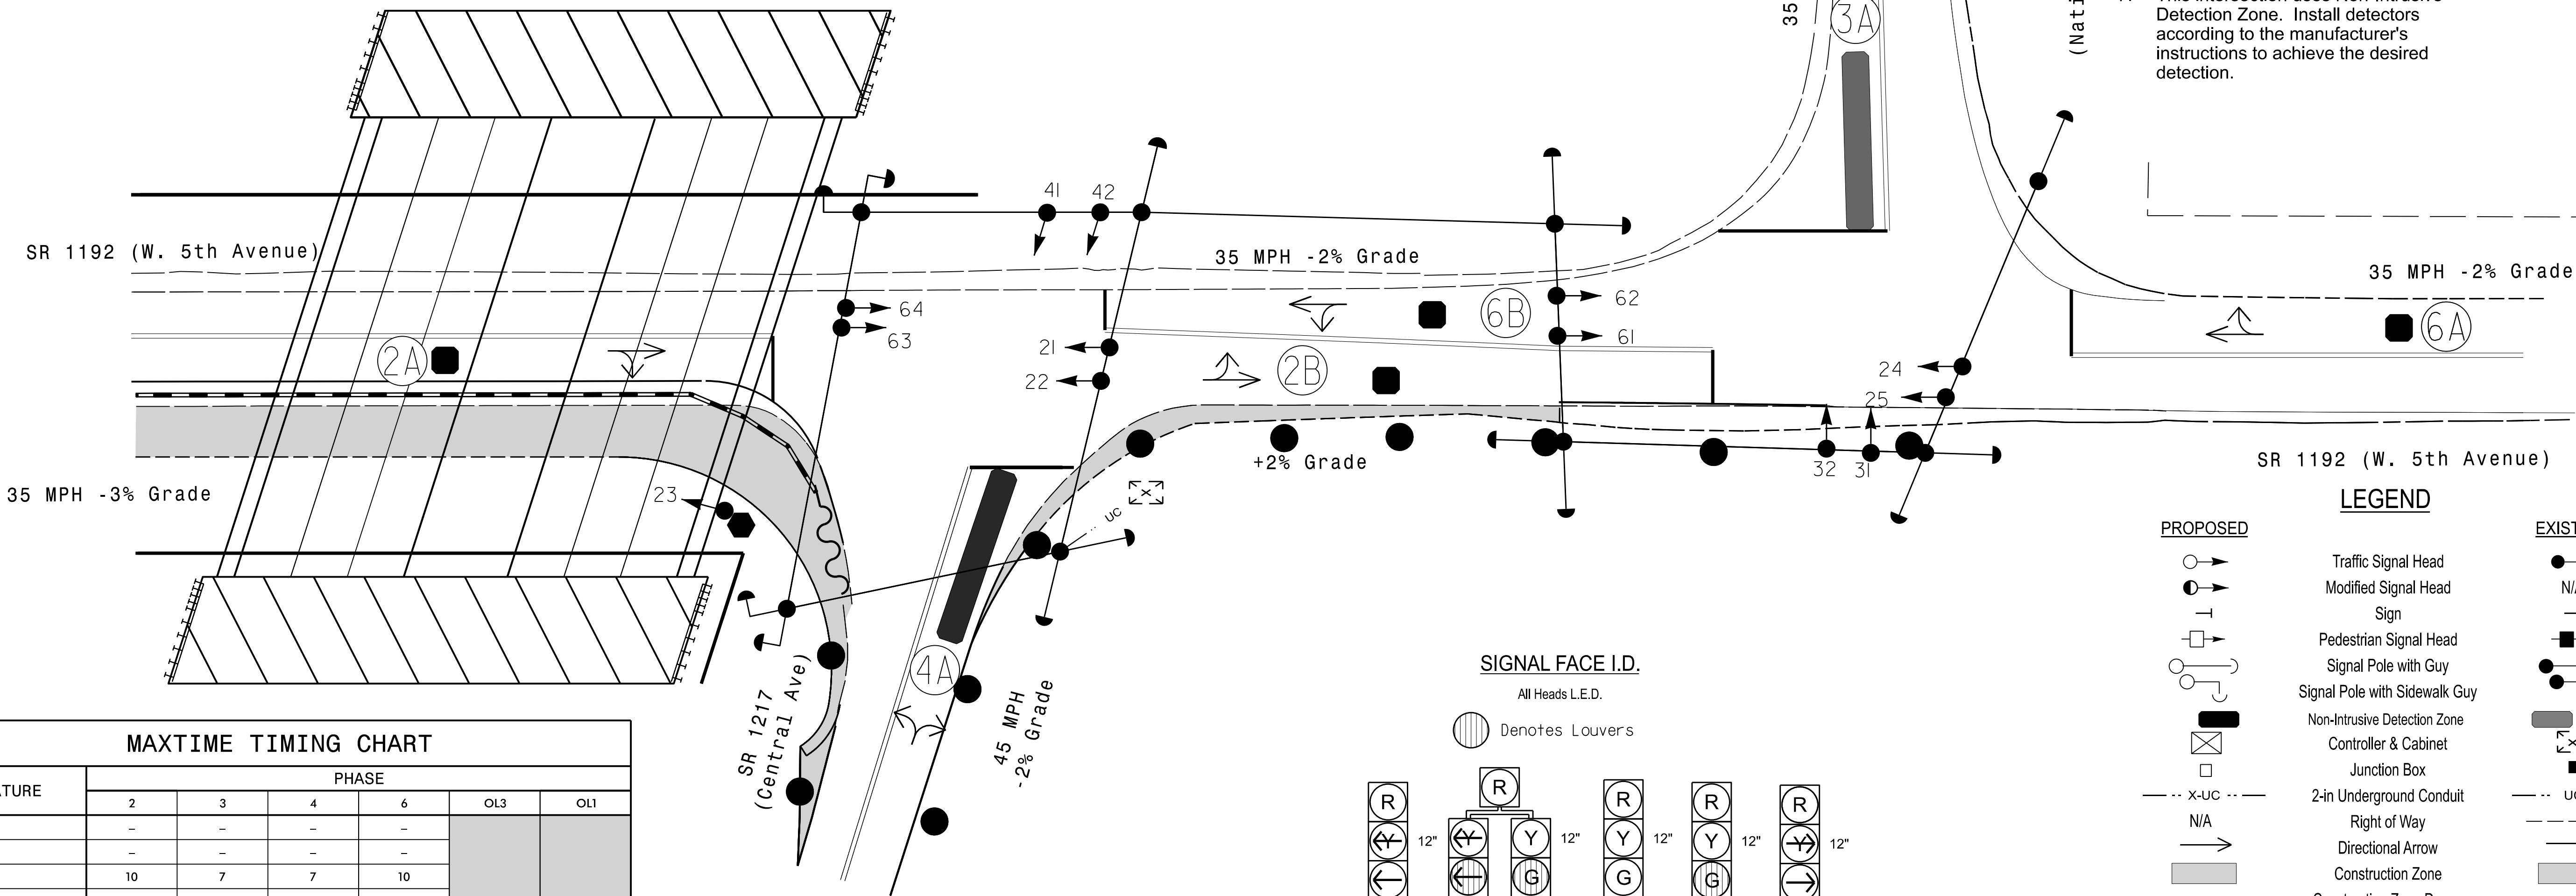 Detection Zone. Install detectors
according to the manufacturer's
instructions to achieve the desired
detection.
(Nati
35
3A
41
42
SR 1192 (W. 5th Avenue)
35 MPH -2% Grade
35 MPH -2% Grade
64
63
62
61
6B
6A
2A
21
22
2B
24
25
+2% Grade
32
31
SR 1192 (W. 5th Avenue)
35 MPH -3% Grade
23
X
UC
4A
SR 1217
(Central Ave)
45 MPH
-2% Grade
LEGEND
PROPOSED
EXIST
Traffic Signal Head
Modified Signal Head
N/
Sign
Pedestrian Signal Head
Signal Pole with Guy
Signal Pole with Sidewalk Guy
Non-Intrusive Detection Zone
Controller & Cabinet
Junction Box
X-UC
2-in Underground Conduit
N/A
Right of Way
Directional Arrow
Construction Zone
SIGNAL FACE I.D.
All Heads L.E.D.
Denotes Louvers
R R R R R
Y 12" Y Y 12" Y 12" Y 12" Y 12"
G G G
MAXTIME TIMING CHART
TURE
PHASE
2 3 4 6 OL3 OL1
– – – –
– – – –
10 7 7 10